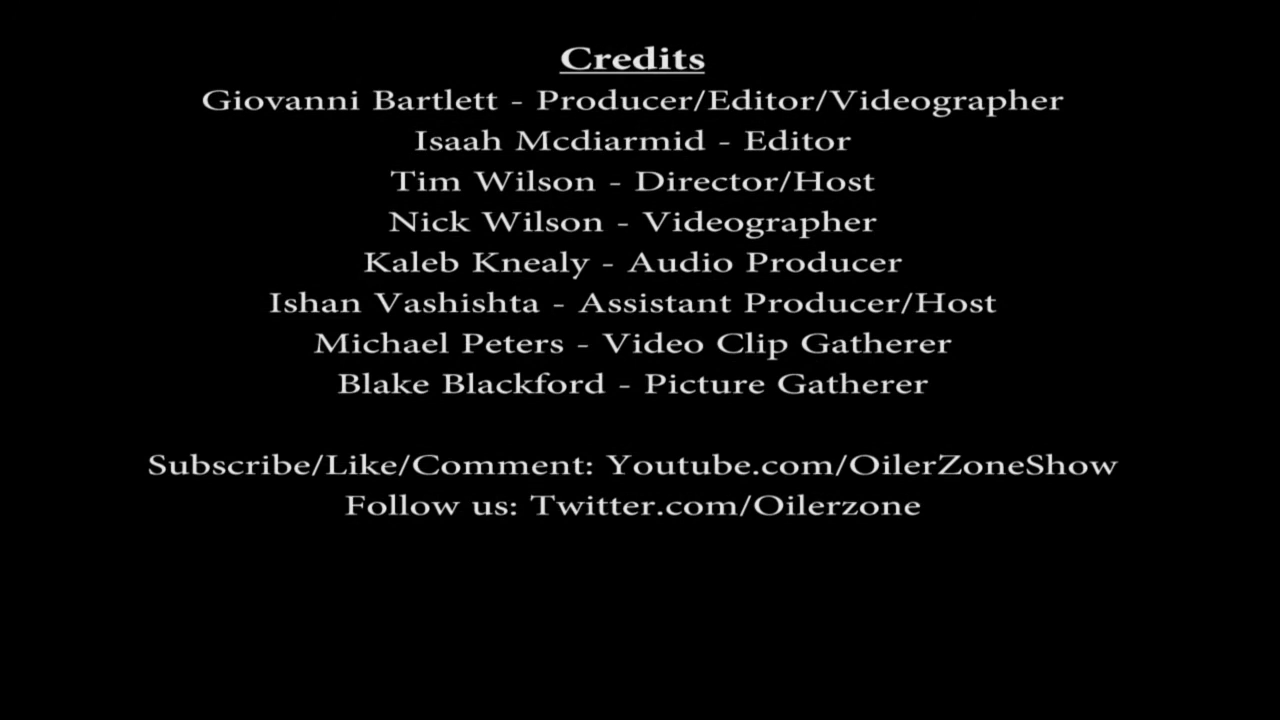 Credits
Giovanni Bartlett - Producer/Editor/Videographer
Isaah Mcdiarmid - Editor
Tim Wilson - Director/Host
Nick Wilson - Videographer
Kaleb Knealy - Audio Producer
Ishan Vashishta - Assistant Producer/Host
Michael Peters - Video Clip Gatherer
Blake Blackford - Picture Gatherer
Subscribe/Like/Comment: Youtube.com/OilerZoneShow
Follow us: Twitter.com/Oilerzone